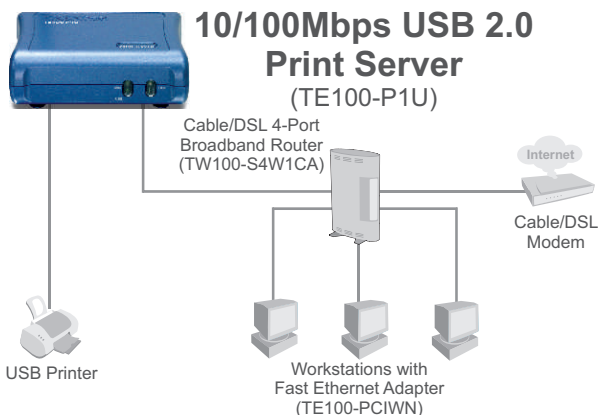 10/100Mbps USB 2.0
Print Server
(TE100-P1U)
Cable/DSL 4-Port
Broadband Router
(TW100-S4W1CA)
Internet
Cable/DSL
Modem
USB Printer
Workstations with
Fast Ethernet Adapter
(TE100-PCIWN)